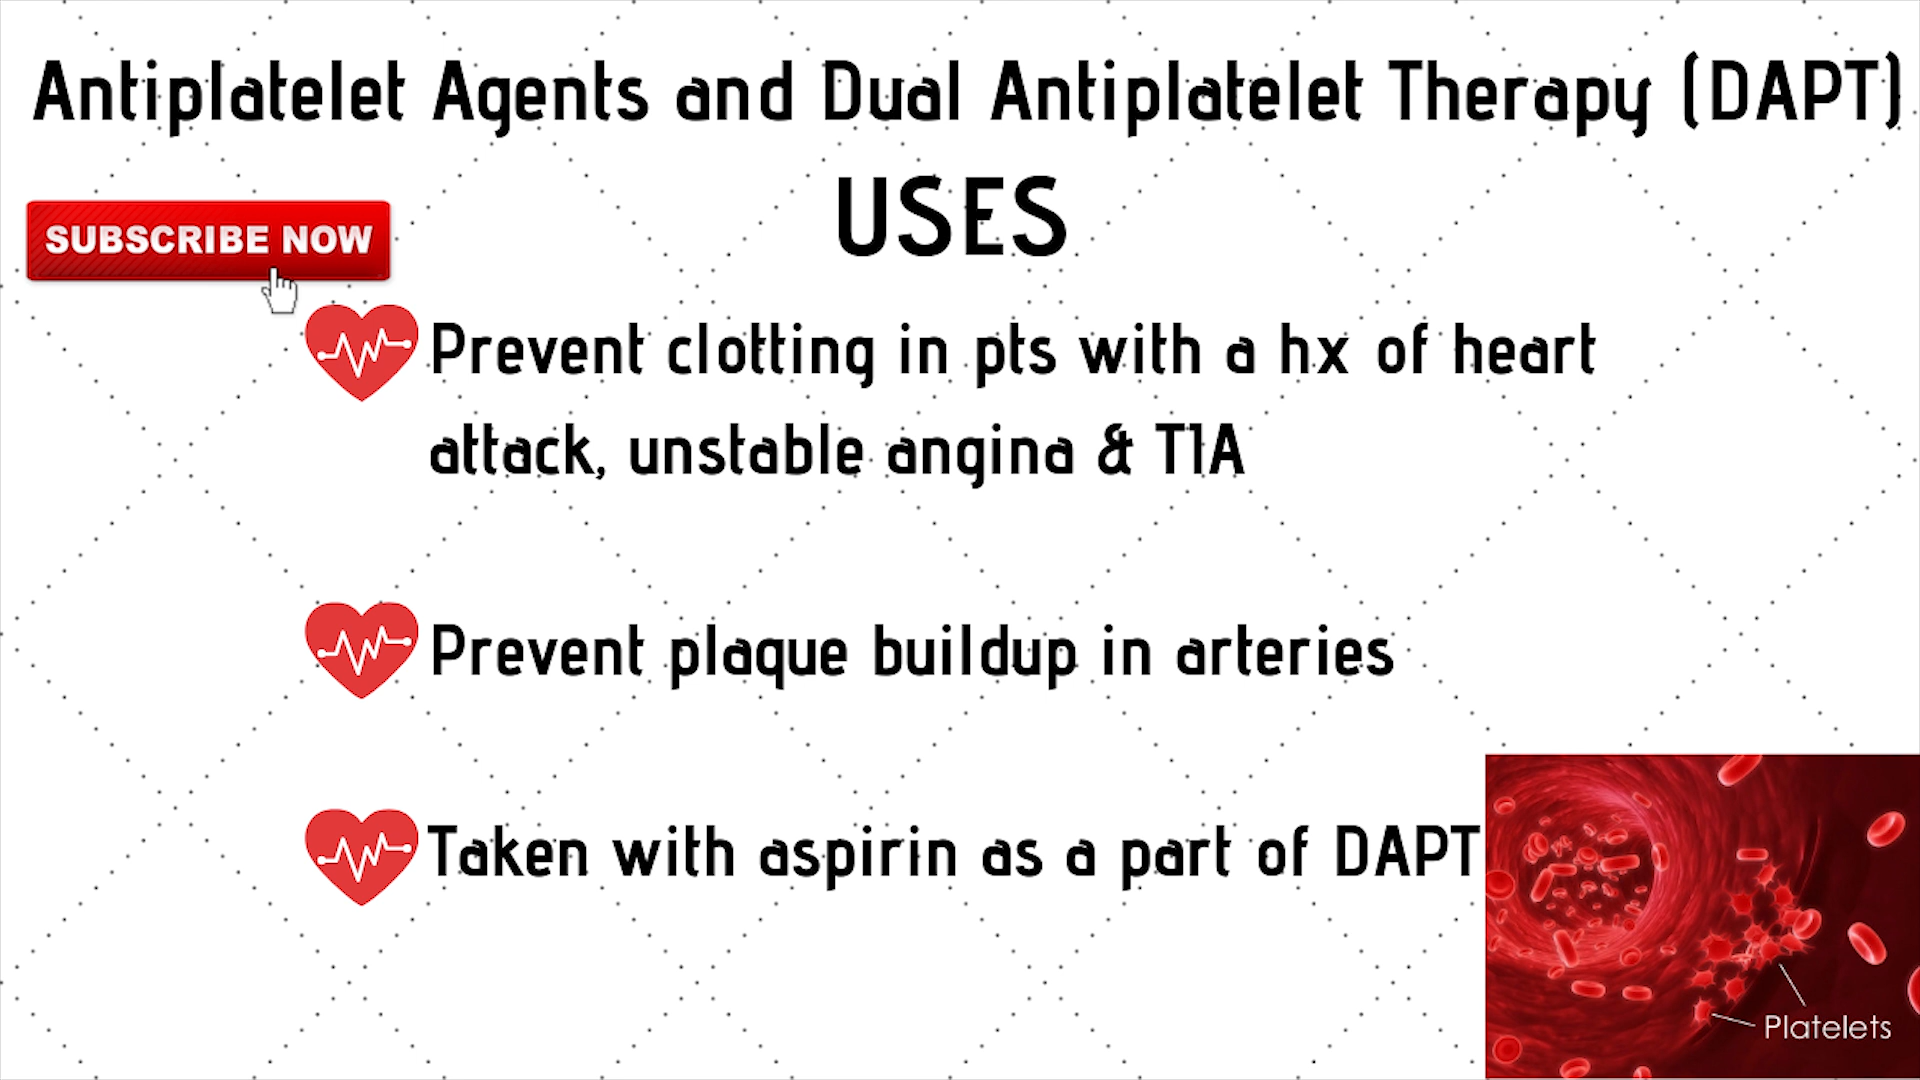 Antiplatelet Agents and Dual Antiplatelet Therapy (DAPT)
USES
SUBSCRIBE NOW
Prevent clotting in pts with a hx of heart
attack, unstable angina & TIA
Prevent plaque buildup in arteries
Taken with aspirin as a part of DAPT
Platelets